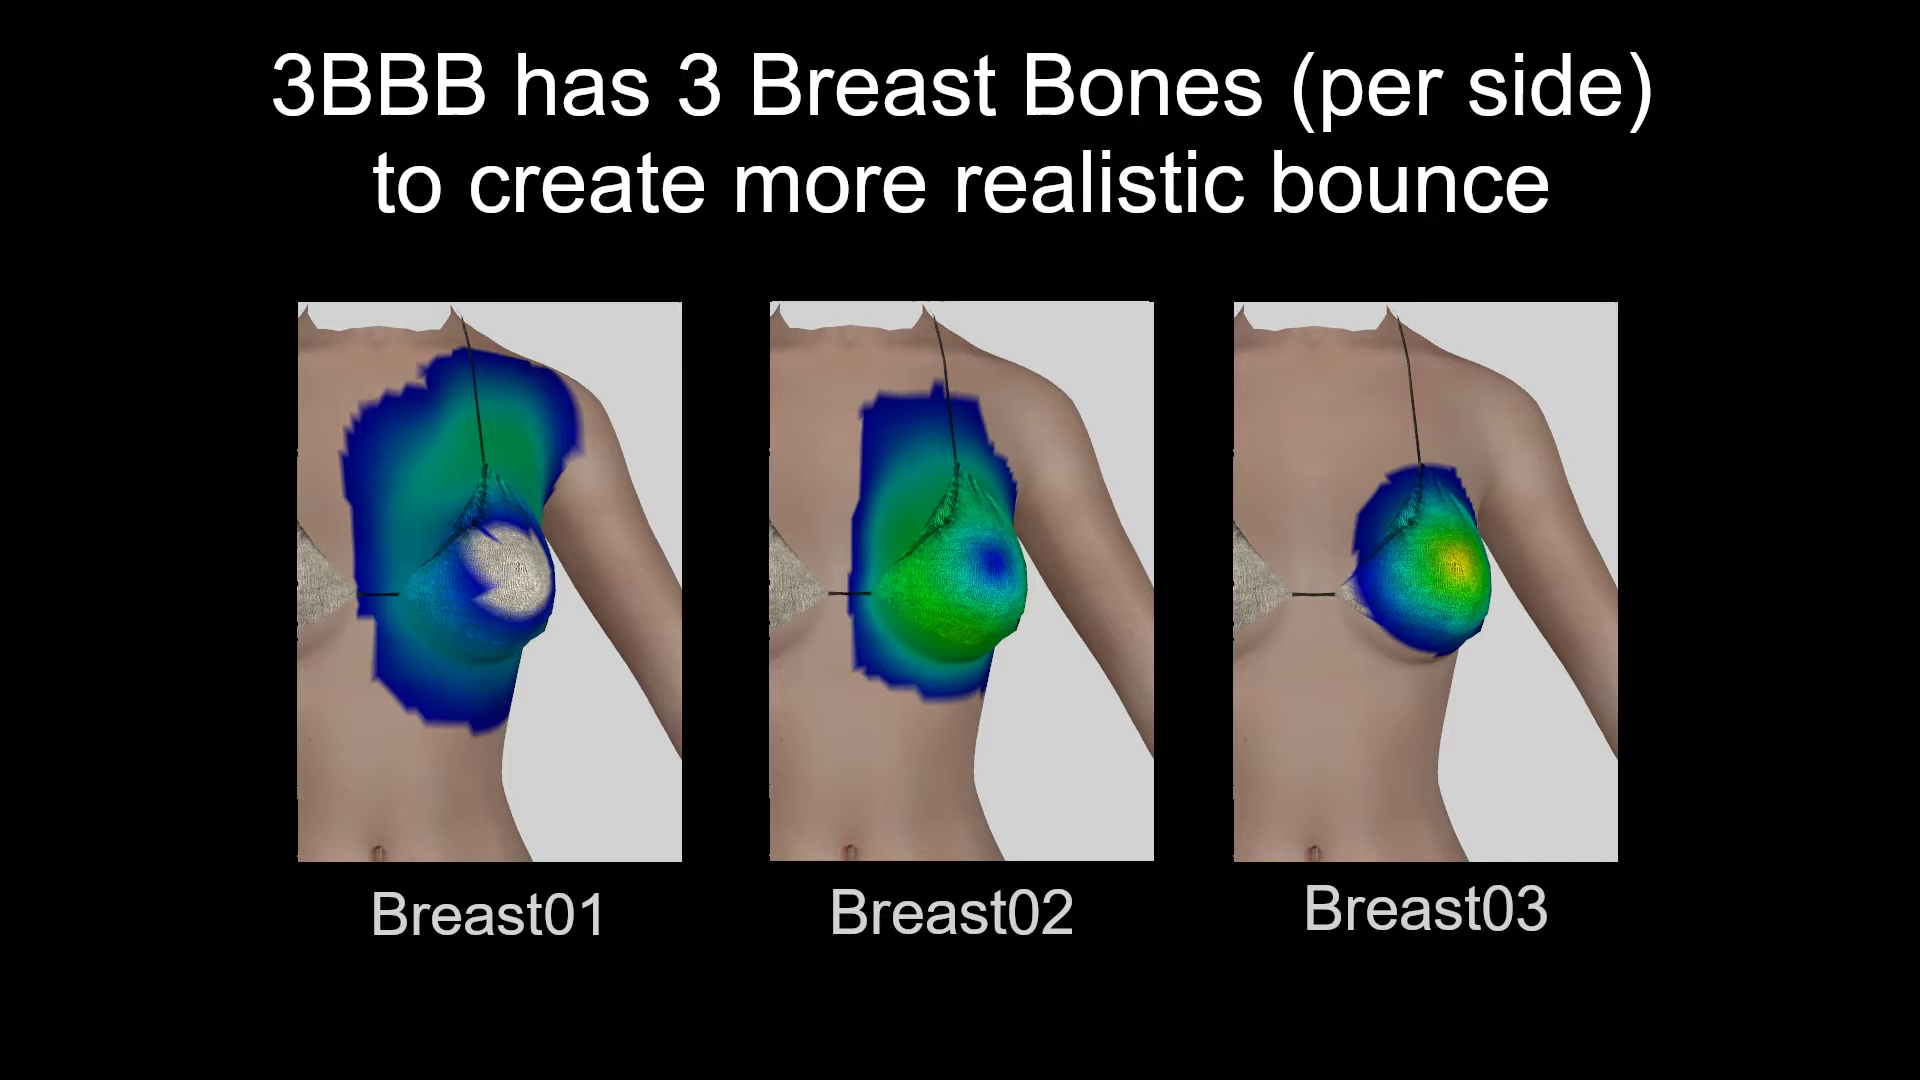 3BBB has 3 Breast Bones (per side)
to create more realistic bounce
Breast01
Breast02
Breast03